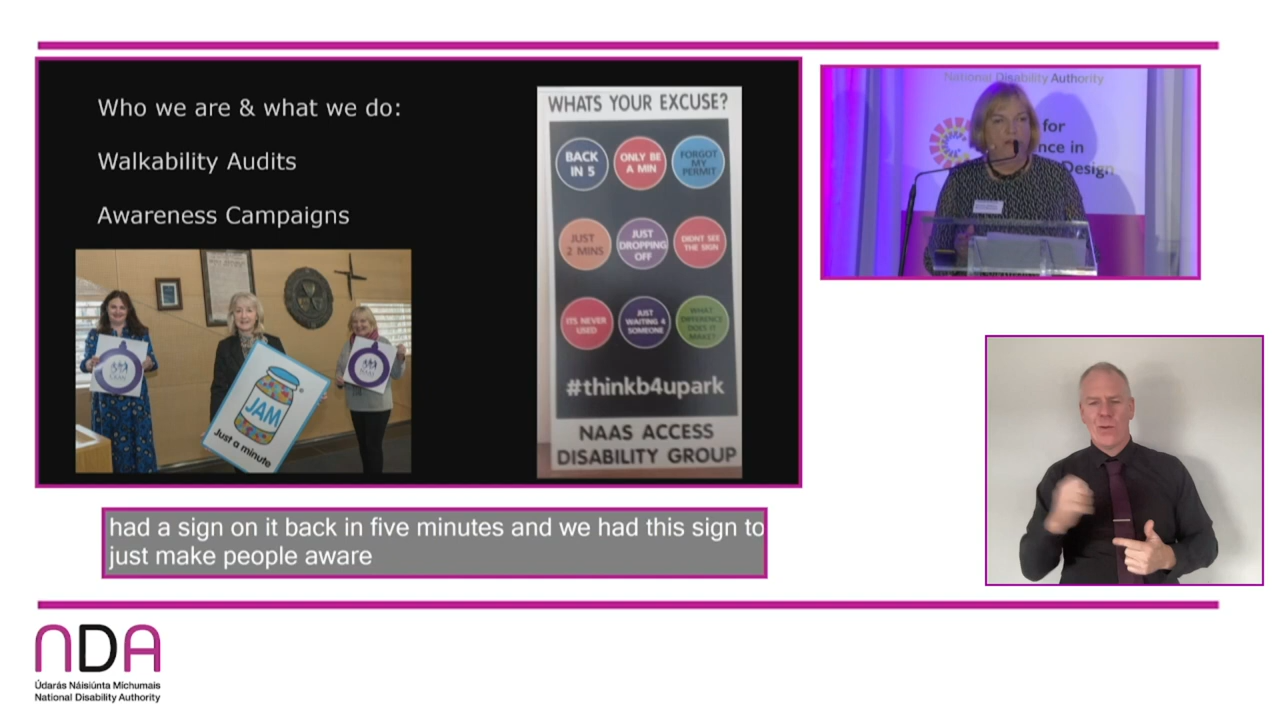 Who we are & what we do:
Walkability Audits
Awareness Campaigns
JAM
Just a minute
WHATS YOUR EXCUSE?
BACK
IN 5
ONLY BE
A MIN
FORGOT
MY
PERMIT
JUST
2 MINS
JUST
DROPPING
OFF
DIDNT SEE
THE SIGN
ITS NEVER
USED
JUST
WAITING 4
SOMEONE
WHAT
DIFFERENCE
DOES IT
MAKE?
#thinkb4upark
NAAS ACCESS
DISABILITY GROUP
National Disability Authority
for
nce in
Design
had a sign on it back in five minutes and we had this sign to
just make people aware
NDA
Údarás Náisiúnta Míchumais
National Disability Authority